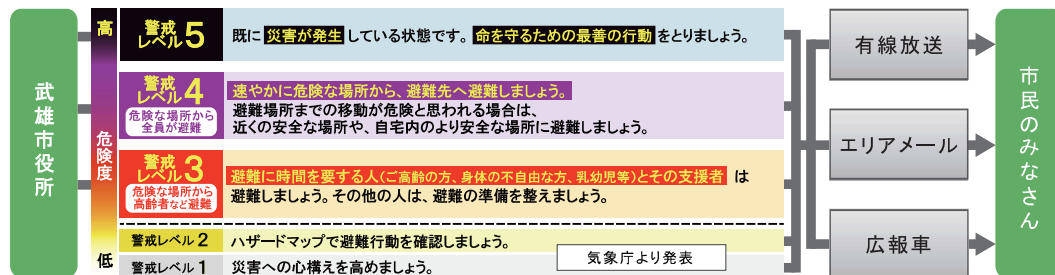 武雄市役所
高
危険度
低
警戒
レベル5
既に災害が発生している状態です。命を守るための最善の行動をとりましょう。
警戒
レベル4
危険な場所から
全員が避難
速やかに危険な場所から、避難先へ避難しましょう。
避難場所までの移動が危険と思われる場合は、
近くの安全な場所や、自宅内のより安全な場所に避難しましょう。
警戒
レベル3
危険な場所から
高齢者など避難
避難に時間を要する人(ご高齢の方、身体の不自由な方、乳幼児等)とその支援者は
避難しましょう。その他の人は、避難の準備を整えましょう。
警戒レベル2
ハザードマップで避難行動を確認しましょう。
警戒レベル1
災害への心構えを高めましょう。
気象庁より発表
有線放送
エリアメール
広報車
市民のみなさん